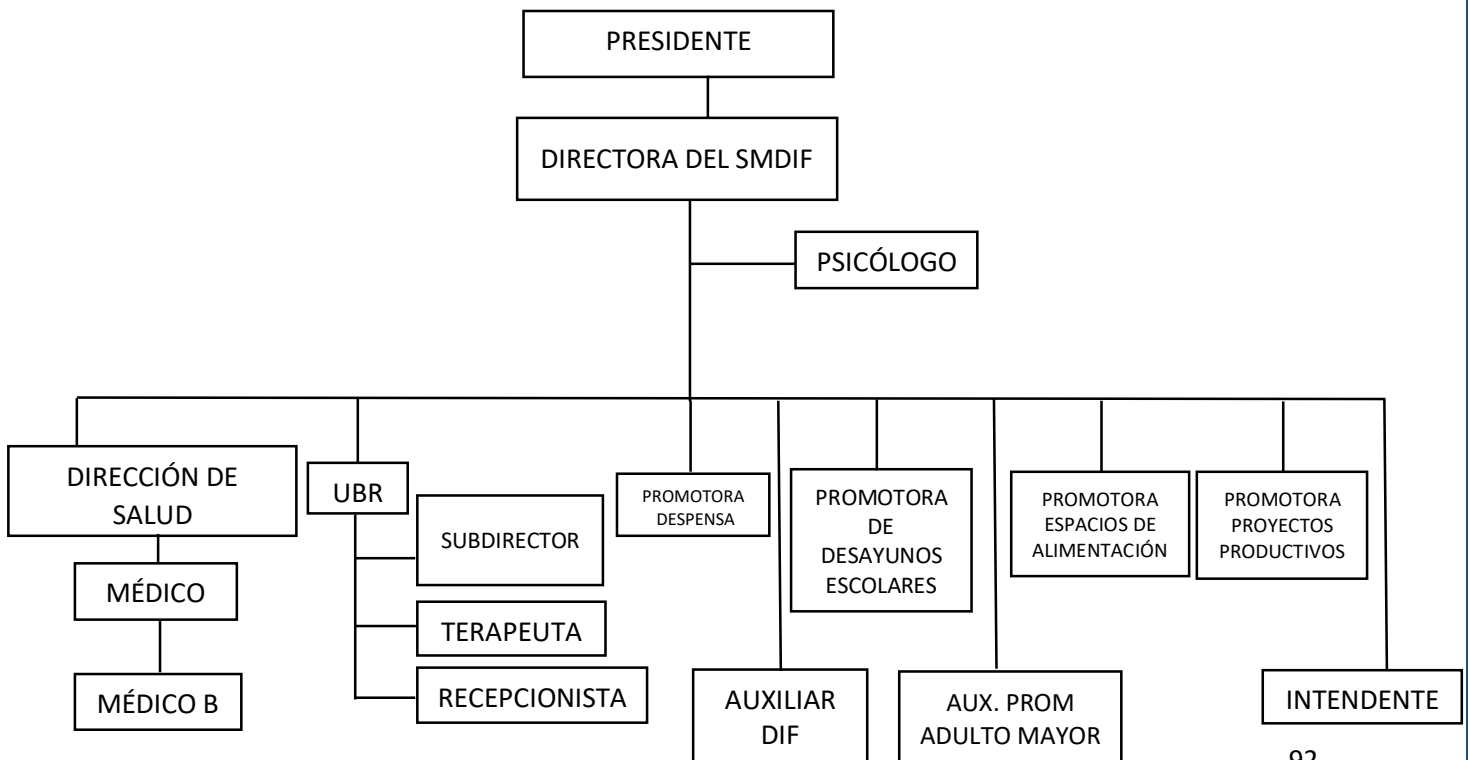 PRESIDENTE
DIRECTORA DEL SMDIF
PSICÓLOGO
DIRECCIÓN DE
SALUD
MÉDICO
MÉDICO B
UBR
SUBDIRECTOR
TERAPEUTA
RECEPCIONISTA
PROMOTORA
DESPENSA
AUXILIAR
DIF
PROMOTORA
DE
DESAYUNOS
ESCOLARES
AUX. PROM
ADULTO MAYOR
PROMOTORA
ESPACIOS DE
ALIMENTACIÓN
PROMOTORA
PROYECTOS
PRODUCTIVOS
INTENDENTE
92